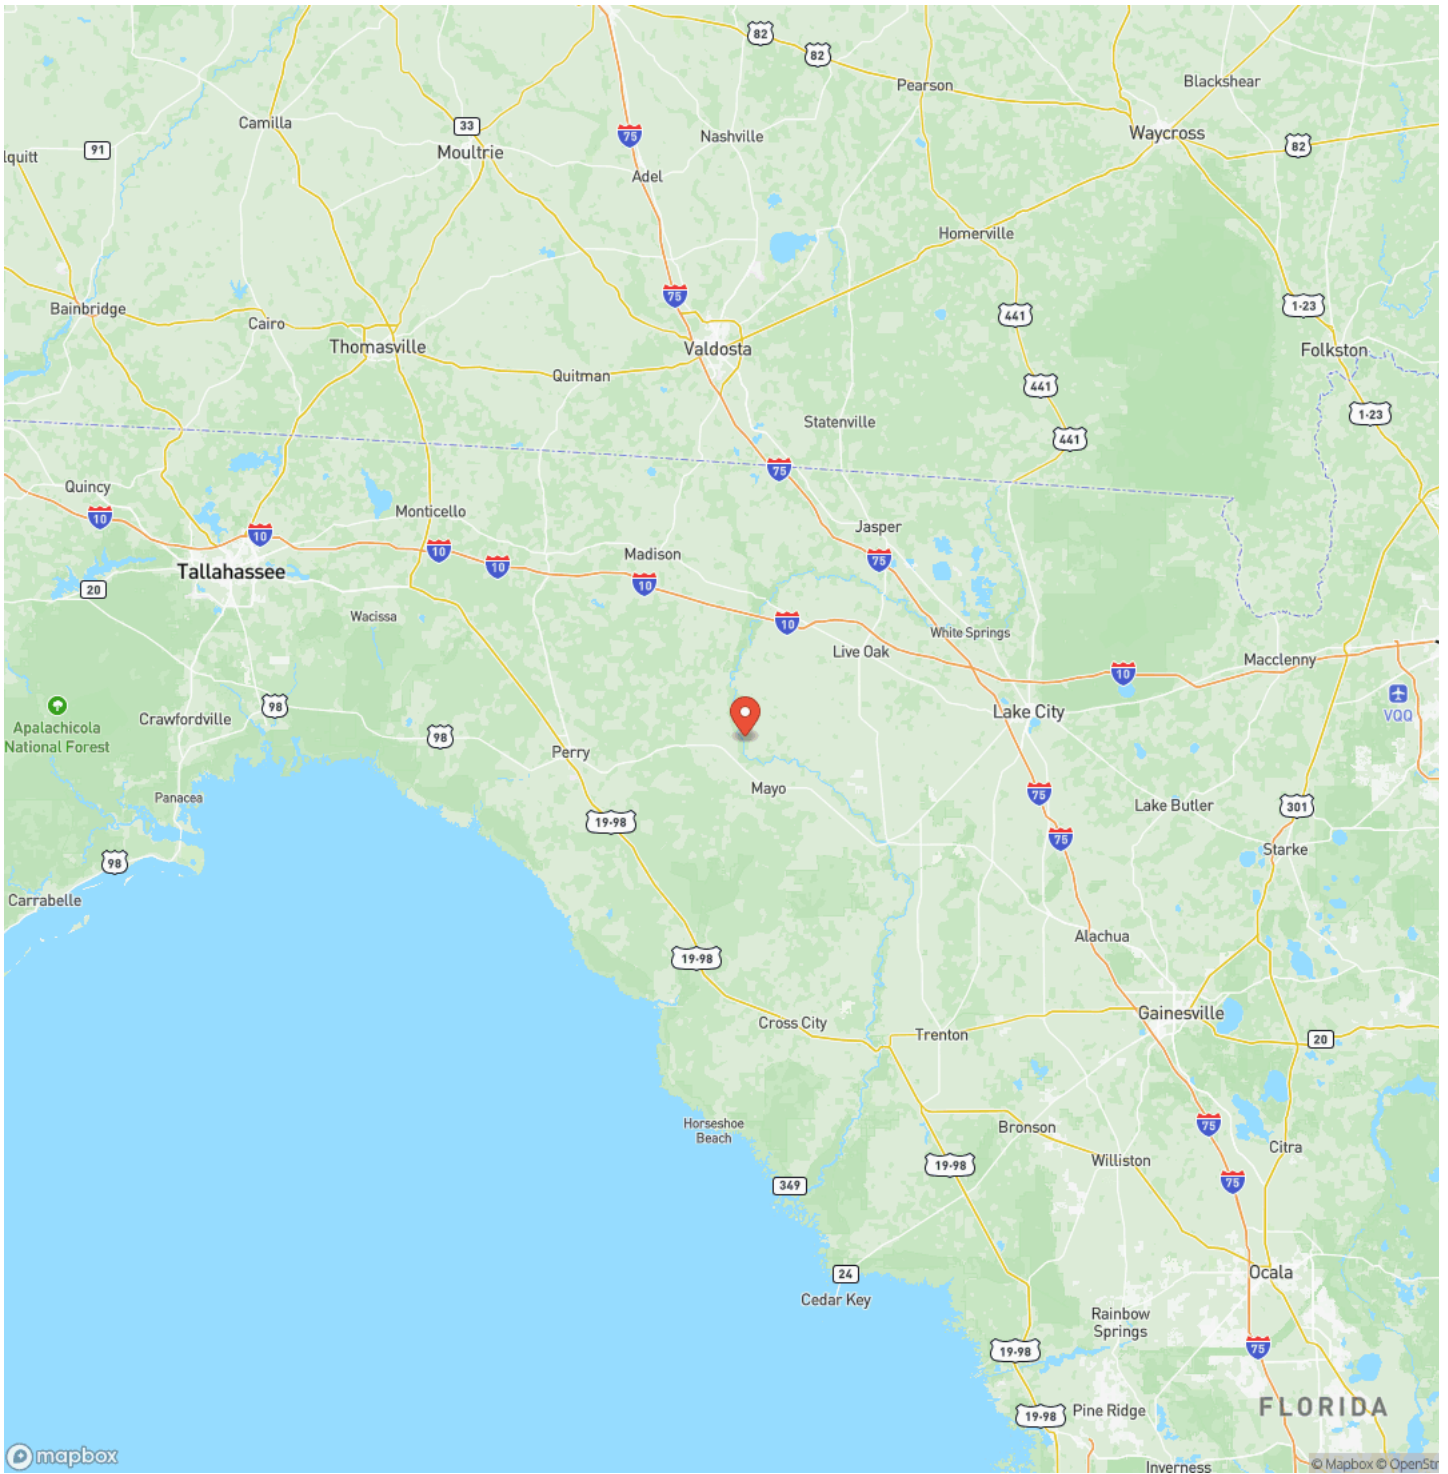 82
82
Pearson
Blackshear
Camilla
33
75
Nashville
Waycross
82
91
lquitt
Moultrie
Adel
Homerville
75
Bainbridge
Cairo
441
1-23
Thomasville
Valdosta
Folkston
Quitman
441
1-23
Statenville
441
75
Quincy
10
Monticello
Jasper
10
10
Madison
75
10
Tallahassee
10
20
Wacissa
10
White Springs
Live Oak
Macclenny
10
98
Apalachicola
National Forest
Crawfordville
98
VQQ
Lake City
Perry
Mayo
75
Panacea
Lake Butler
301
19-98
75
Starke
98
Carrabelle
Alachua
19-98
Cross City
Trenton
Gainesville
20
Horseshoe
Beach
Bronson
75
Citra
19-98
Williston
349
75
24
Cedar Key
Ocala
Rainbow
Springs
19-98
75
FLORIDA
19-98
Pine Ridge
mapbox
Inverness
© Mapbox © OpenStr